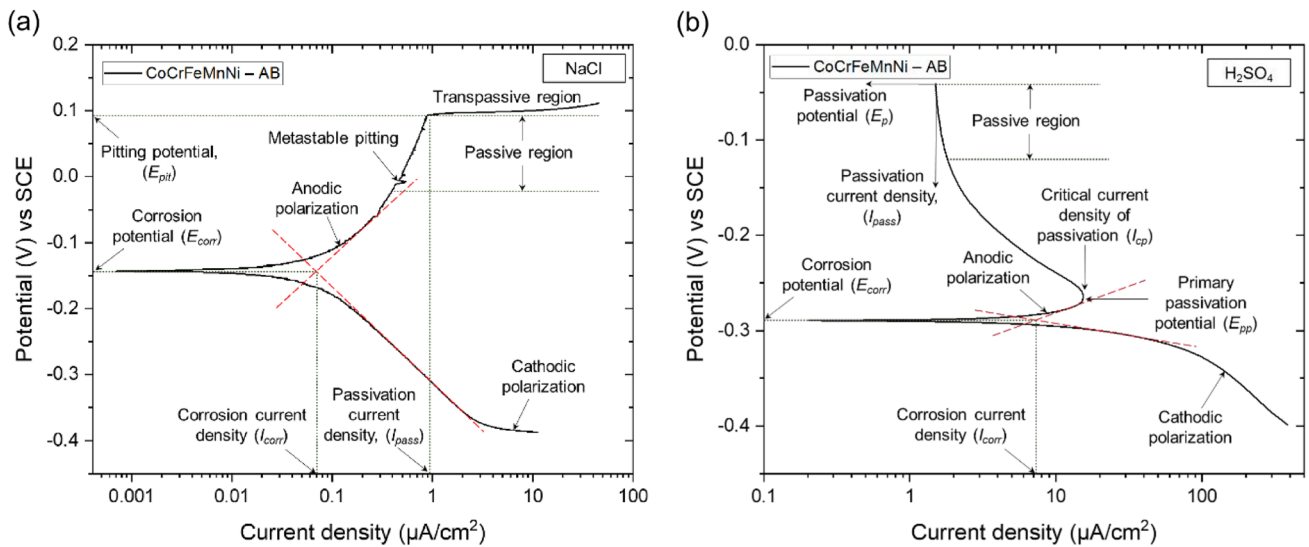 (a)
0.2
0.1
0.0
-0.1
-0.2
-0.3
-0.4
Potential (V) vs SCE
CoCrFeMnNi – AB
NaCl
Transpassive region
Metastable pitting
Passive region
Pitting potential,
(Epit)
Anodic
polarization
Corrosion
potential (Ecorr)
Cathodic
polarization
Corrosion current
density (Icorr)
Passivation
current
density, (Ipass)
0.001
0.01
0.1
1
10
100
Current density (µA/cm²)
(b)
0.0
-0.1
-0.2
-0.3
-0.4
Potential (V) vs SCE
CoCrFeMnNi – AB
H₂SO₄
Passivation
potential (Ep)
Passive region
Passivation
current density,
(Ipass)
Critical current
density of
passivation (Icp)
Anodic
polarization
Corrosion
potential (Ecorr)
Primary
passivation
potential (Epp)
Corrosion current
density (Icorr)
Cathodic
polarization
0.1
1
10
100
Current density (µA/cm²)